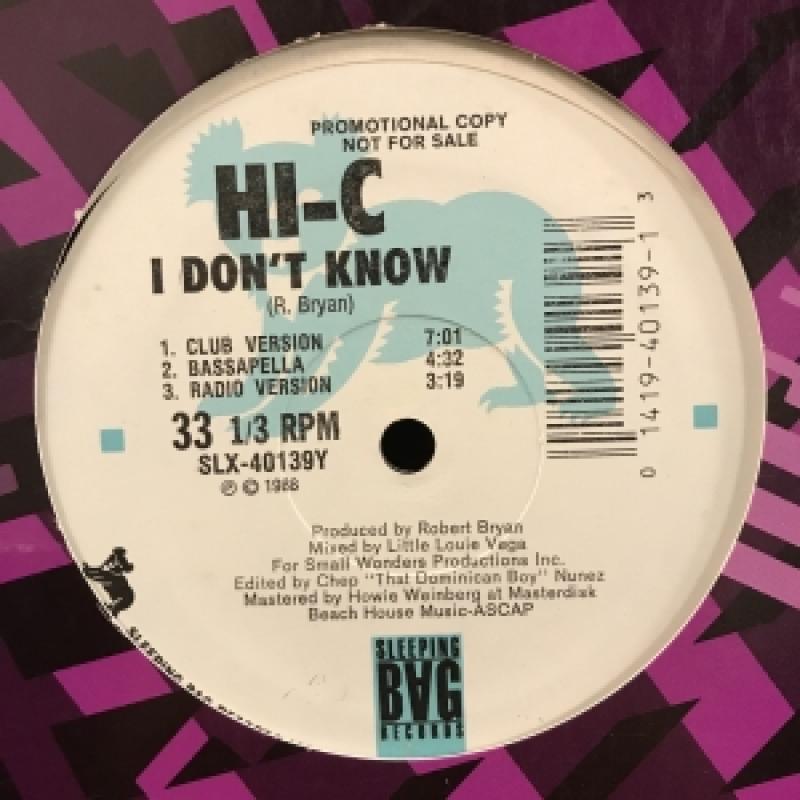 PROMOTIONAL COPY
NOT FOR SALE
HI-C
I DON'T KNOW
(R. Bryan)
1. CLUB VERSION 7:01
2. BASSAPELLA 4:32
3. RADIO VERSION 3:19
33 1/3 RPM
SLX-40139Y
℗ © 1988
0 1419-40139-1 3
Produced by Robert Bryan
Mixed by Little Louie Vega
For Small Wonders Productions Inc.
Edited by Chep "That Dominican Boy" Nunez
Mastered by Howie Weinberg at Masterdisk
Beach House Music-ASCAP
SLEEPING BAG RECORDS
SLEEPING
BAG
RECORDS